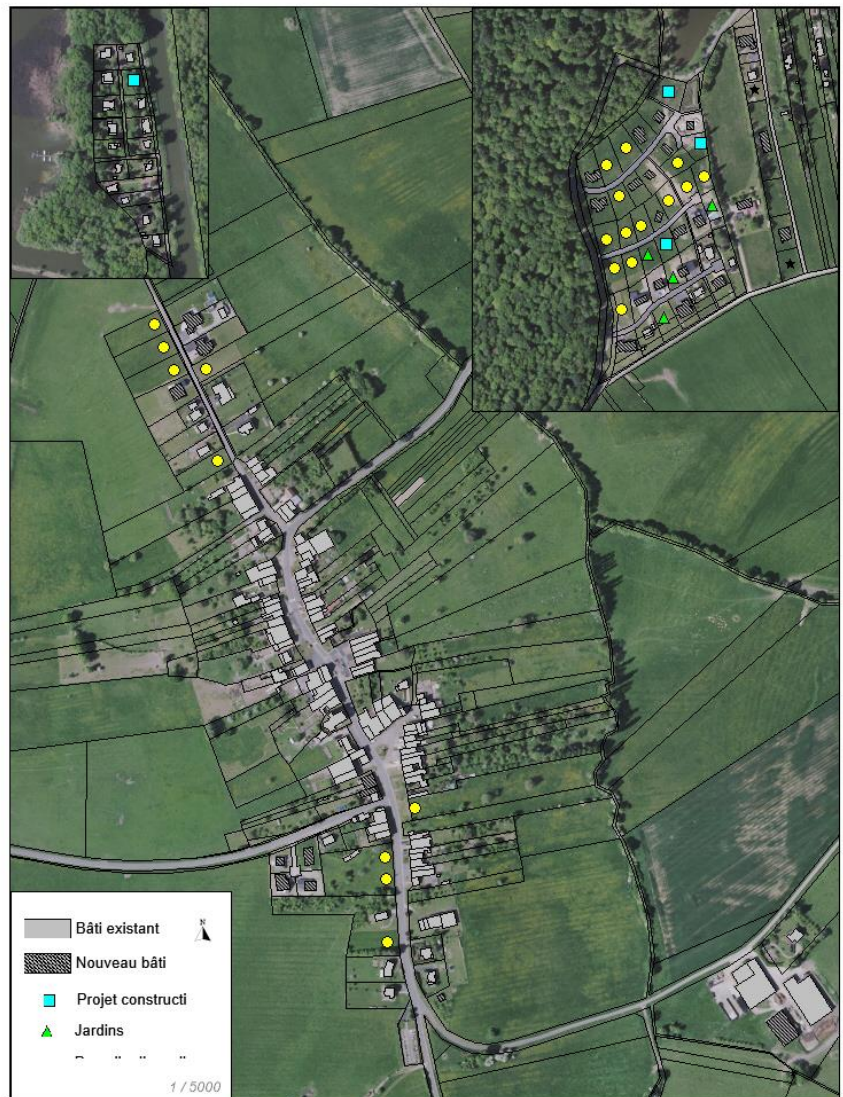 Bâti existant
N
Nouveau bâti
Projet constructi
Jardins
1 / 5000